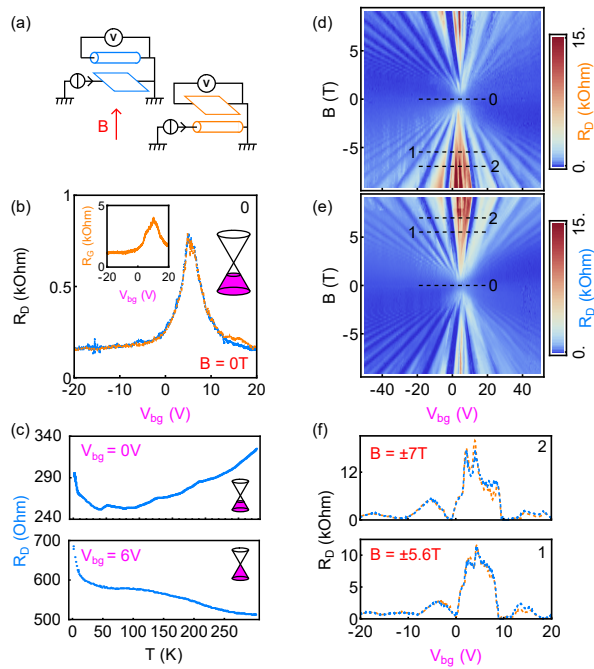 (a)
V
B
V
(b)
1
R_D (kOhm)
0.5
0
5
R_G (kOhm)
0
-20
0
20
V_bg (V)
0
B = 0T
-20 -10 0 10 20
V_bg (V)
(c)
340
290
240
V_bg = 0V
R_D (Ohm)
700
600
500
V_bg = 6V
0 50 100 150 200 250
T (K)
(d)
B (T)
5
0
-5
0
1
2
15.
R_D (kOhm)
0.
(e)
B (T)
5
0
-5
2
1
0
-40 0 40
V_bg (V)
15.
R_D (kOhm)
0.
(f)
R_D (kOhm)
12
0
B = ±7T
2
10
5
0
B = ±5.6T
1
-20 -10 0 10 20
V_bg (V)